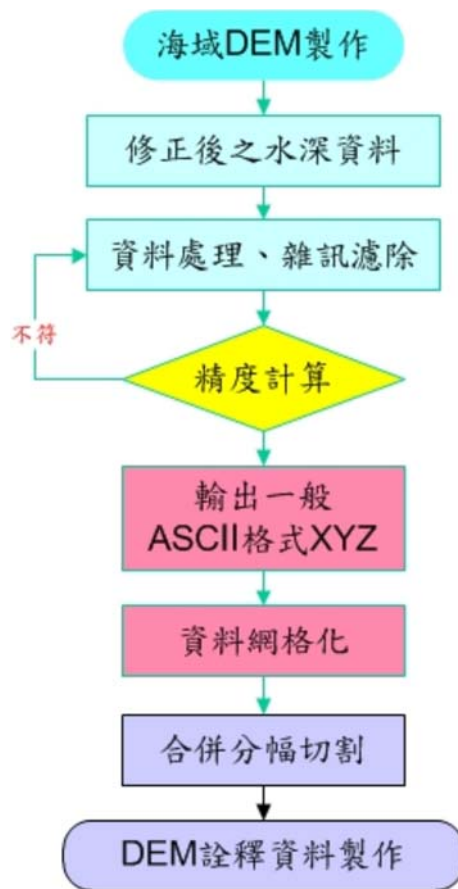 海域DEM製作
修正後之水深資料
資料處理、雜訊濾除
不符
精度計算
輸出一般
ASCII格式XYZ
資料網格化
合併分幅切割
DEM詮釋資料製作